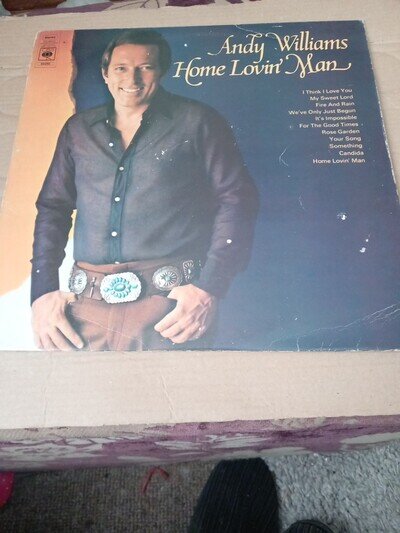 Andy Williams
Home Lovin' Man
I Think I Love You
My Sweet Lord
Fire And Rain
We've Only Just Begun
It's Impossible
For The Good Times
Rose Garden
Your Song
Something
Candida
Home Lovin' Man
CBS